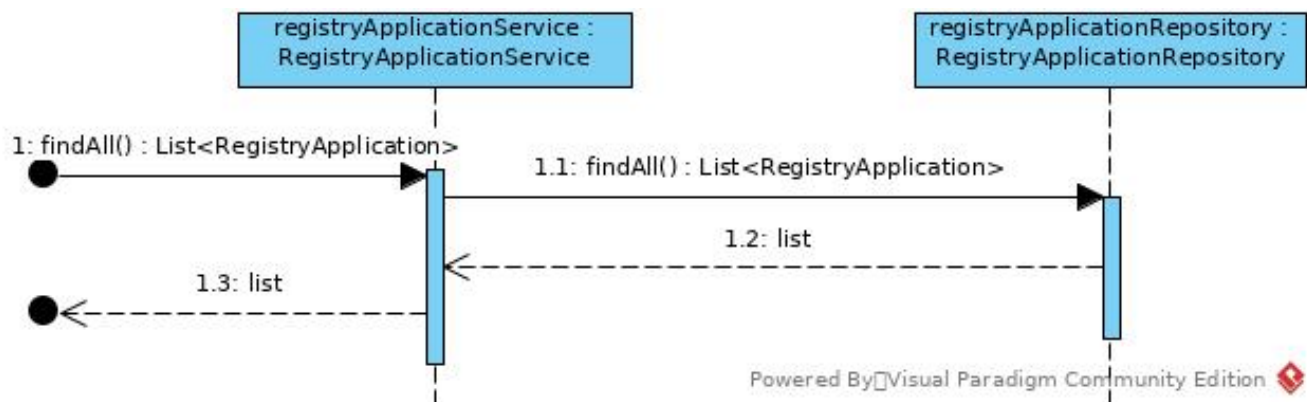 registryApplicationService :
RegistryApplicationService
registryApplicationRepository :
RegistryApplicationRepository
1: findAll() : List<RegistryApplication>
1.1: findAll() : List<RegistryApplication>
1.2: list
1.3: list
Powered By Visual Paradigm Community Edition